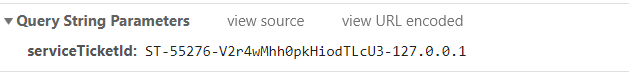 Query String Parameters view source view URL encoded
serviceTicketId: ST-55276-V2r4wMhh0pkHiodTLcU3-127.0.0.1